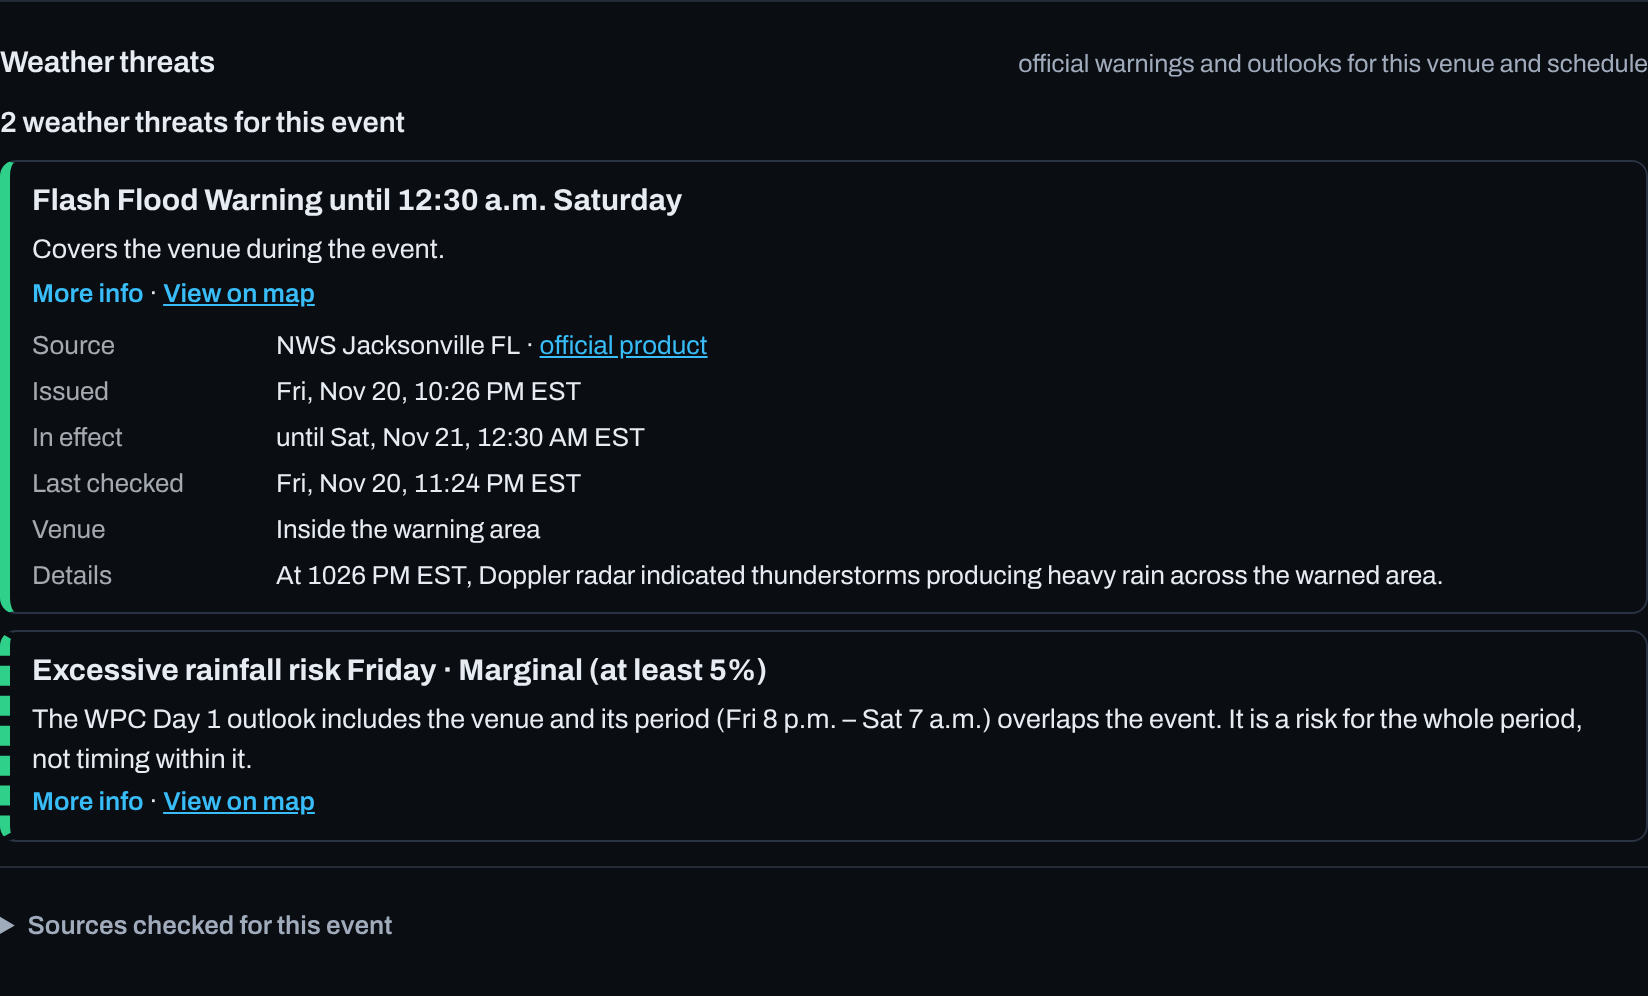 Weather threats
official warnings and outlooks for this venue and schedule
2 weather threats for this event
Flash Flood Warning until 12:30 a.m. Saturday
Covers the venue during the event.
More info · View on map
Source NWS Jacksonville FL · official product
Issued Fri, Nov 20, 10:26 PM EST
In effect until Sat, Nov 21, 12:30 AM EST
Last checked Fri, Nov 20, 11:24 PM EST
Venue Inside the warning area
Details At 1026 PM EST, Doppler radar indicated thunderstorms producing heavy rain across the warned area.
Excessive rainfall risk Friday · Marginal (at least 5%)
The WPC Day 1 outlook includes the venue and its period (Fri 8 p.m. – Sat 7 a.m.) overlaps the event. It is a risk for the whole period,
not timing within it.
More info · View on map
Sources checked for this event